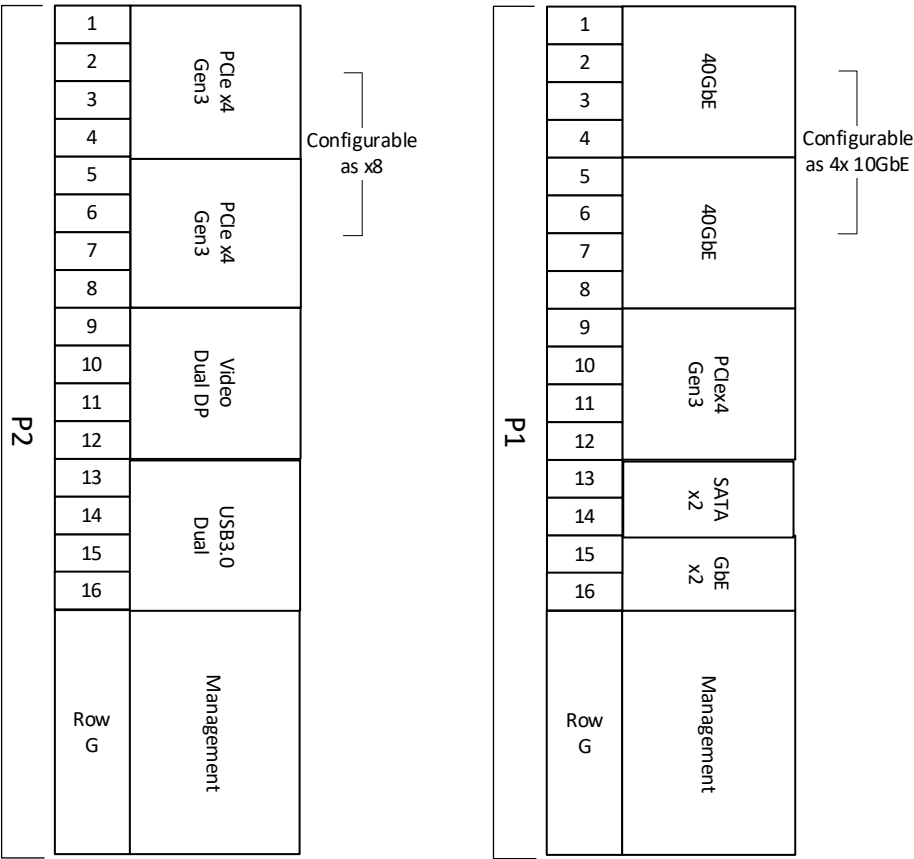 P2
1
2
3
4
5
6
7
8
9
10
11
12
13
14
15
16
Row
G
PCIe x4
Gen3
PCIe x4
Gen3
Video
Dual DP
USB3.0
Dual
Management
Configurable
as x8
P1
1
2
3
4
5
6
7
8
9
10
11
12
13
14
15
16
Row
G
40GbE
40GbE
PCIex4
Gen3
SATA
x2
GbE
x2
Management
Configurable
as 4x 10GbE